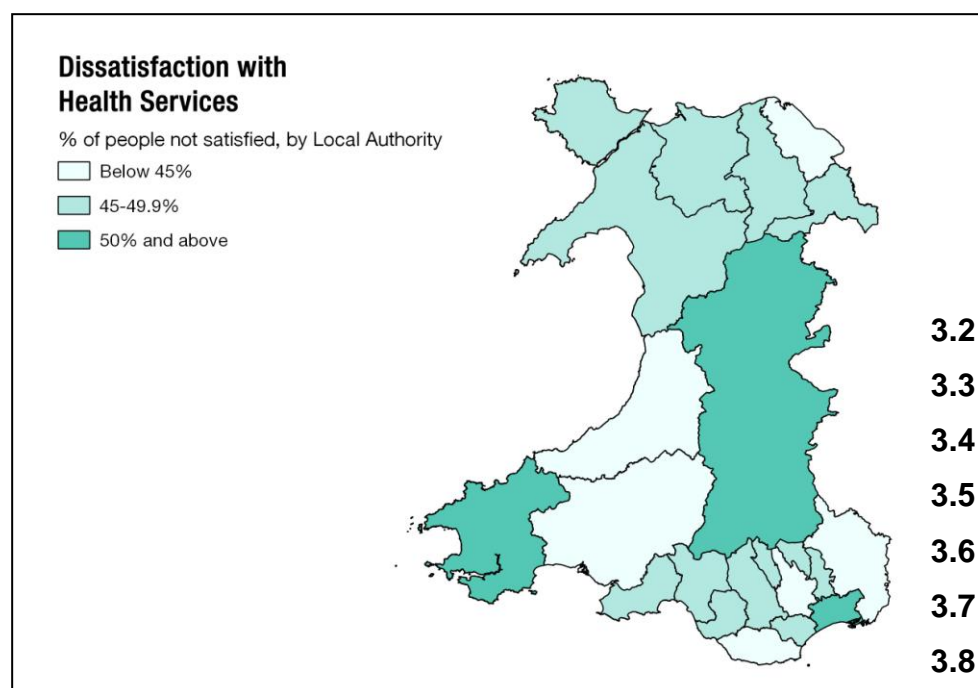 Dissatisfaction with
Health Services
% of people not satisfied, by Local Authority
Below 45%
45-49.9%
50% and above
3.2
3.3
3.4
3.5
3.6
3.7
3.8